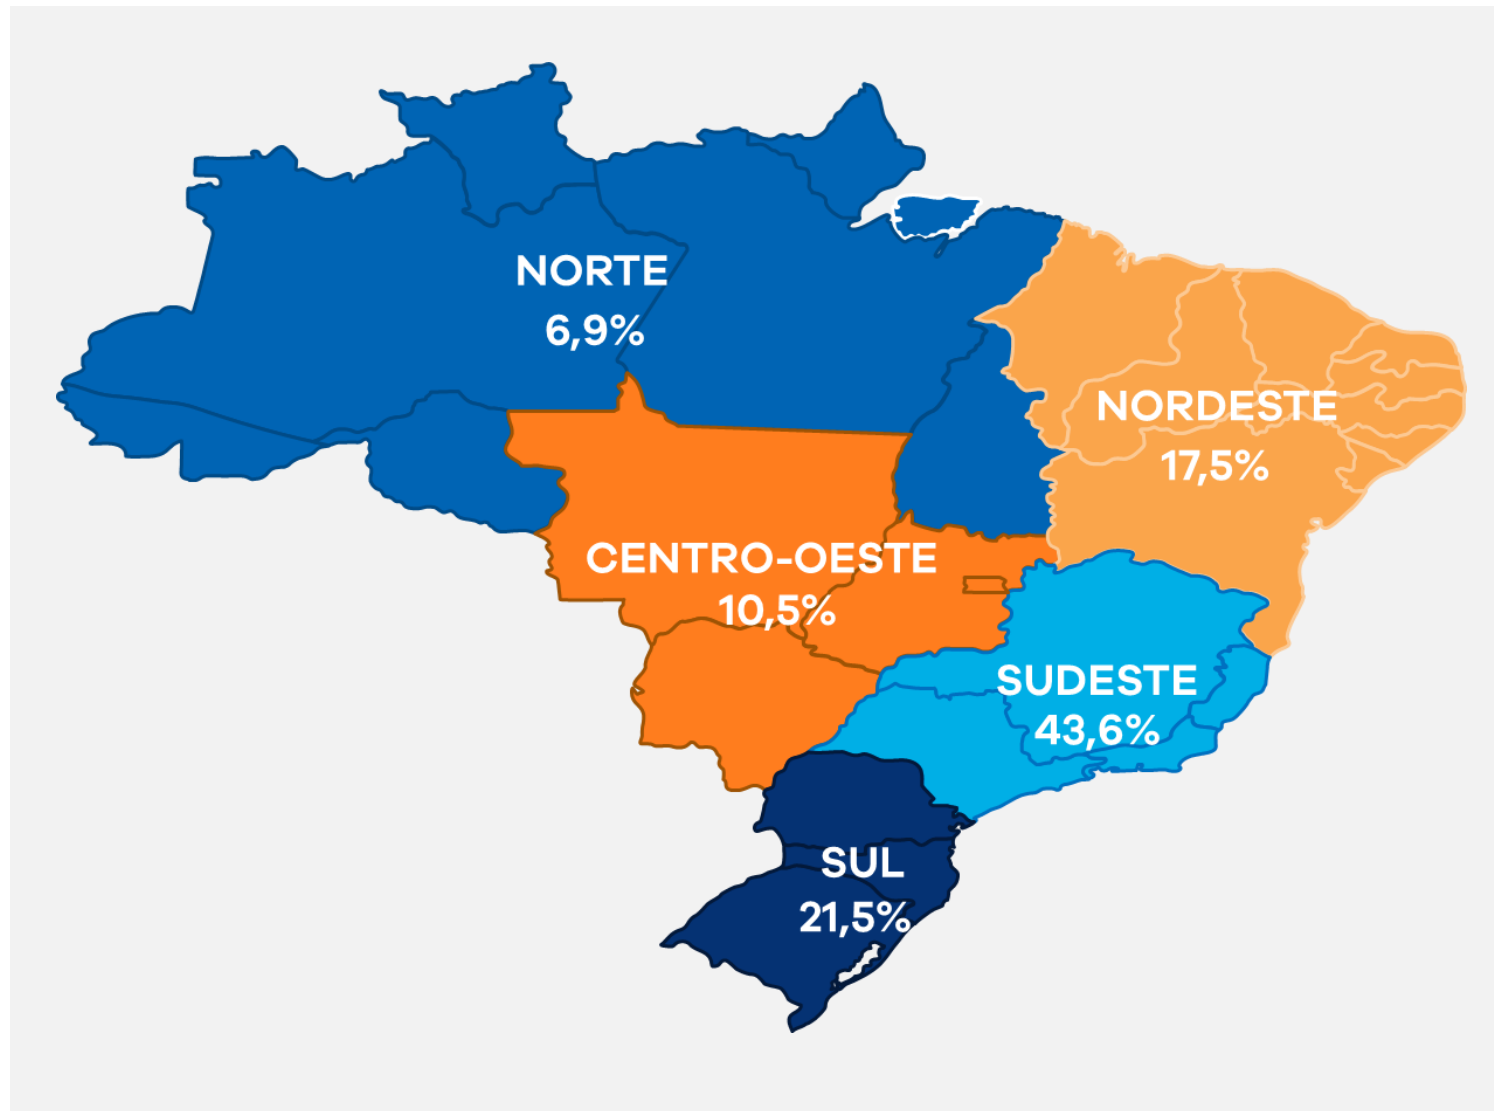 NORTE
6,9%
NORDESTE
17,5%
CENTRO-OESTE
10,5%
SUDESTE
43,6%
SUL
21,5%